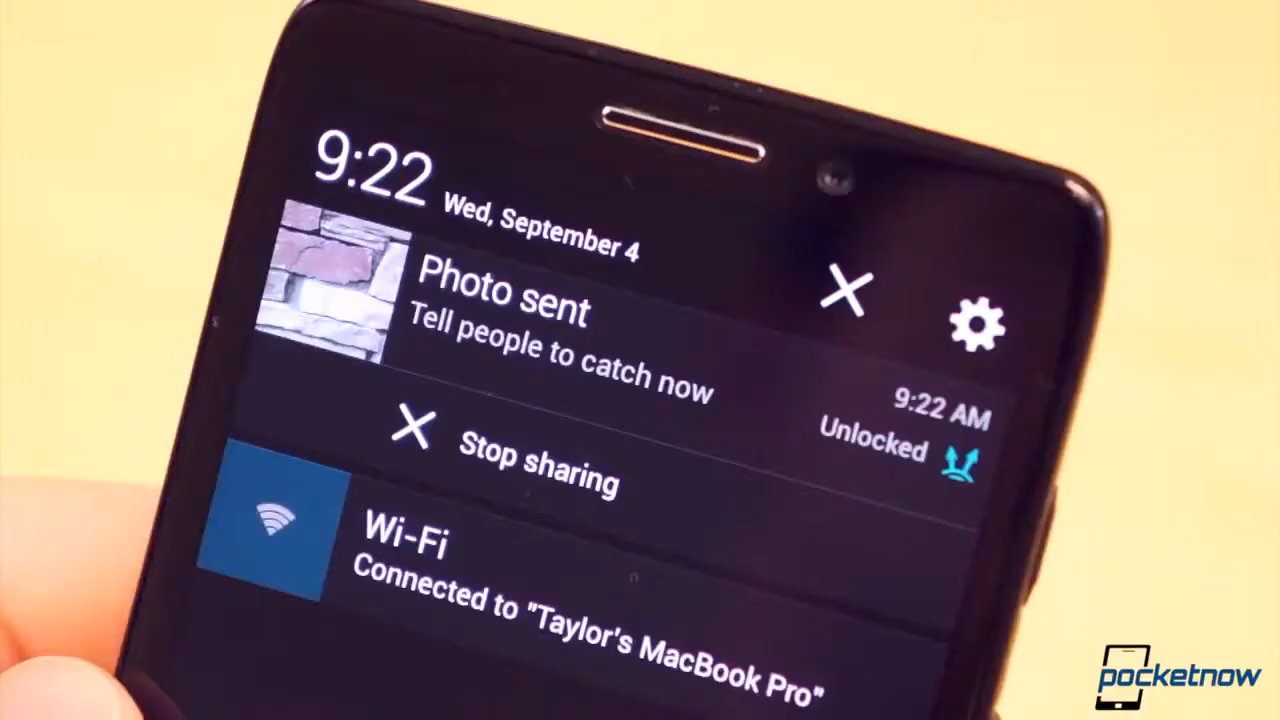 9:22 Wed, September 4
Photo sent
Tell people to catch now
9:22 AM
Unlocked
Stop sharing
Wi-Fi
Connected to "Taylor's MacBook Pro"
pocketnow